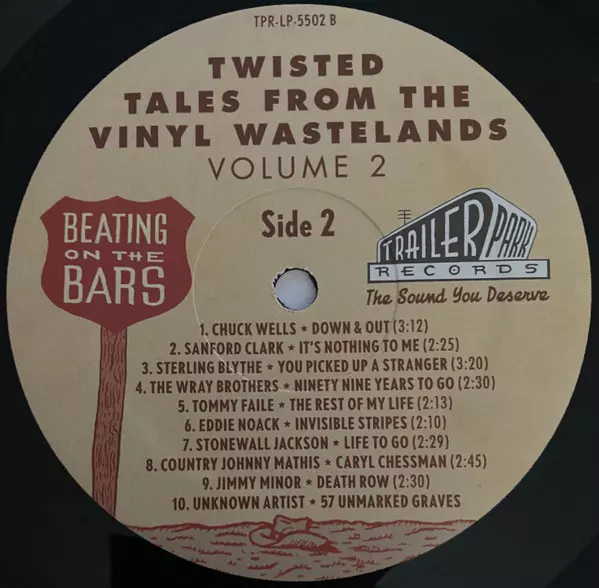 TPR-LP-5502 B
TWISTED
TALES FROM THE
VINYL WASTELANDS
VOLUME 2
BEATING
ON THE
BARS
Side 2
TRAILER PARK
RECORDS
The Sound You Deserve
1. CHUCK WELLS ★ DOWN & OUT (3:12)
2. SANFORD CLARK ★ IT'S NOTHING TO ME (2:25)
3. STERLING BLYTHE ★ YOU PICKED UP A STRANGER (3:20)
4. THE WRAY BROTHERS ★ NINETY NINE YEARS TO GO (2:30)
5. TOMMY FAILE ★ THE REST OF MY LIFE (2:13)
6. EDDIE NOACK ★ INVISIBLE STRIPES (2:10)
7. STONEWALL JACKSON ★ LIFE TO GO (2:29)
8. COUNTRY JOHNNY MATHIS ★ CARYL CHESSMAN (2:45)
9. JIMMY MINOR ★ DEATH ROW (2:30)
10. UNKNOWN ARTIST ★ 57 UNMARKED GRAVES